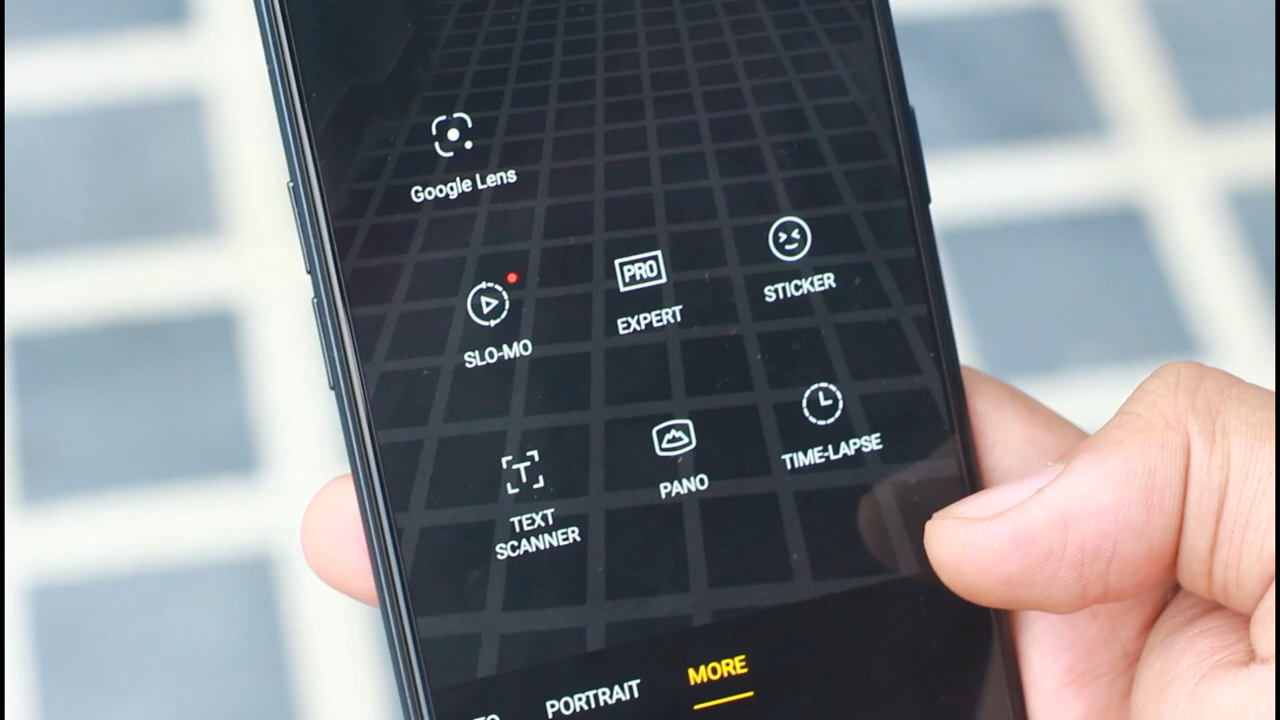 Google Lens
SLO-MO
PRO
EXPERT
STICKER
T
TEXT
SCANNER
PANO
TIME-LAPSE
PORTRAIT
MORE